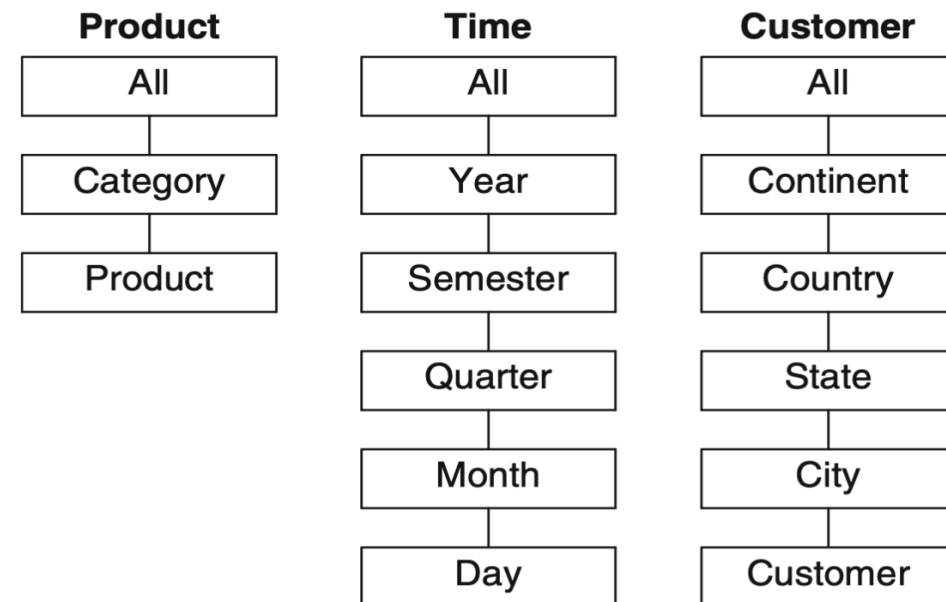 Product
All
Category
Product
Time
All
Year
Semester
Quarter
Month
Day
Customer
All
Continent
Country
State
City
Customer